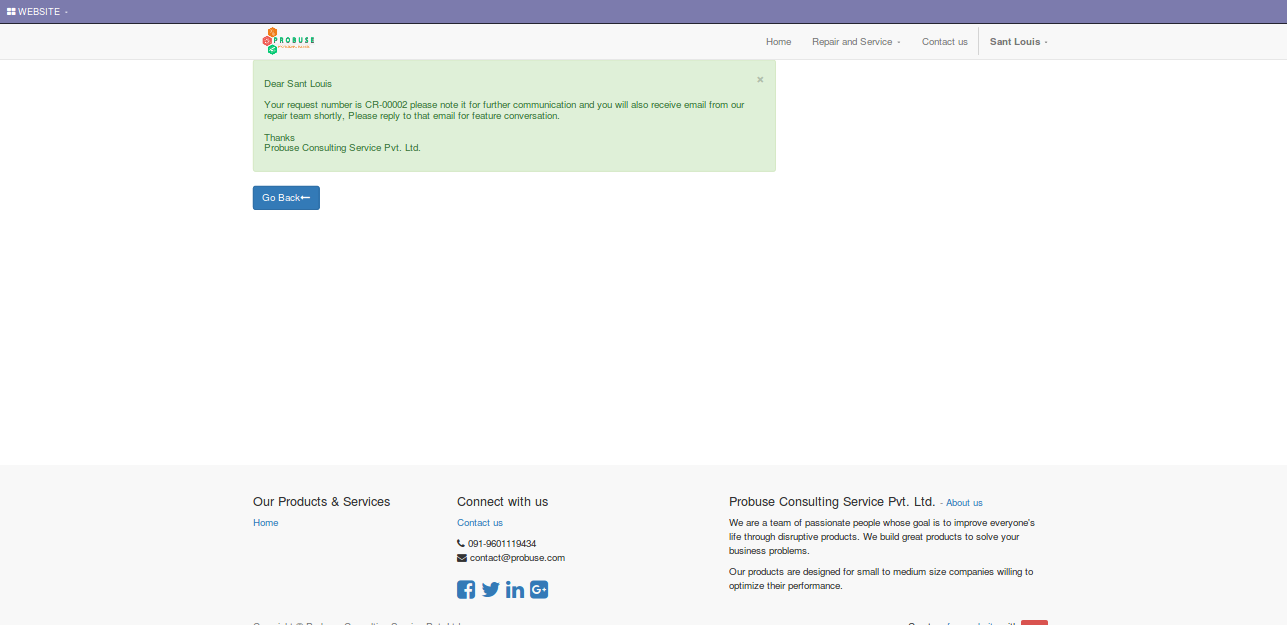 WEBSITE
PROBUSE
Home
Repair and Service
Contact us
Sant Louis
×
Dear Sant Louis
Your request number is CR-00002 please note it for further communication and you will also receive email from our
repair team shortly, Please reply to that email for feature conversation.
Thanks
Probuse Consulting Service Pvt. Ltd.
Go Back
Our Products & Services
Home
Connect with us
Contact us
091-9601119434
contact@probuse.com
Probuse Consulting Service Pvt. Ltd. - About us
We are a team of passionate people whose goal is to improve everyone's
life through disruptive products. We build great products to solve your
business problems.
Our products are designed for small to medium size companies willing to
optimize their performance.